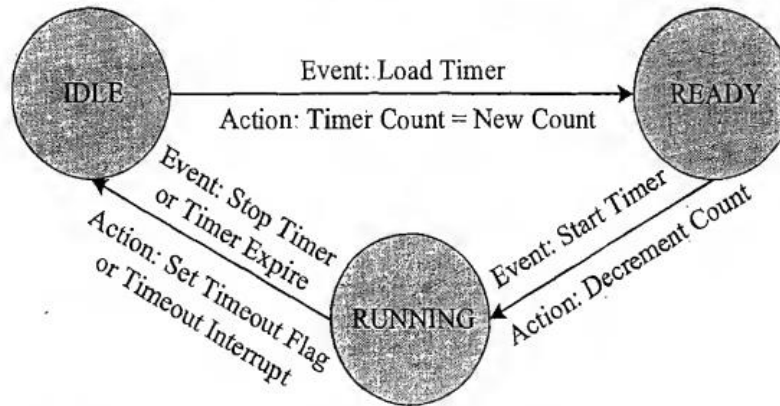 IDLE
Event: Load Timer
READY
Action: Timer Count = New Count
Event: Stop Timer
or Timer Expire
Action: Set Timeout Flag
or Timeout Interrupt
Event: Start Timer
Action: Decrement Count
RUNNING